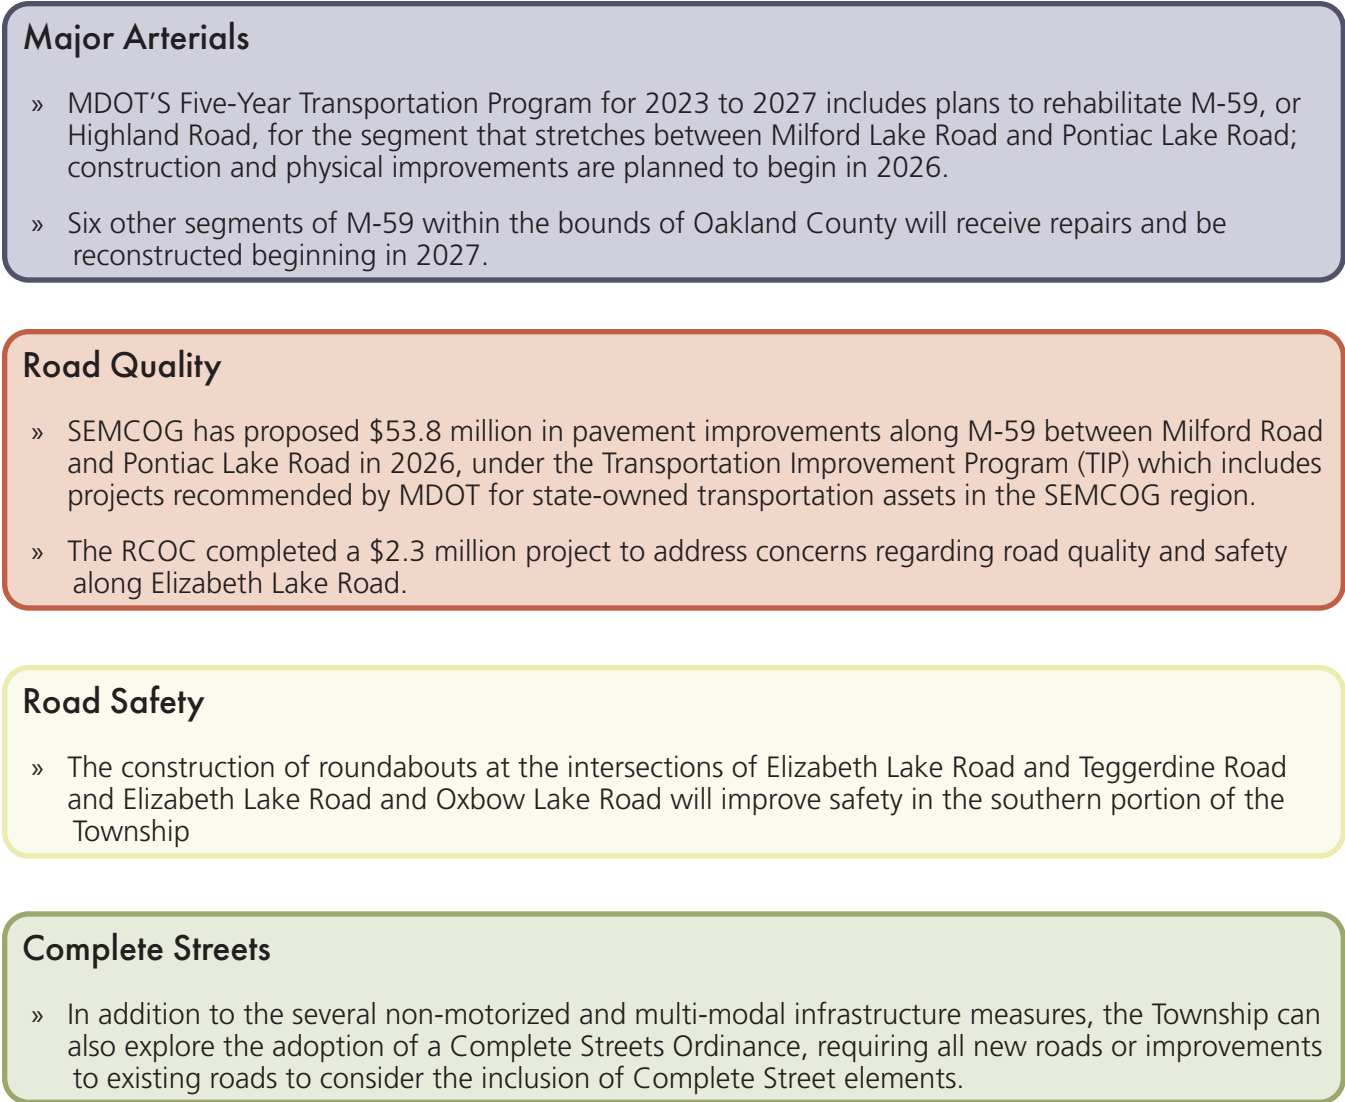 Major Arterials
» MDOT’S Five-Year Transportation Program for 2023 to 2027 includes plans to rehabilitate M-59, or
Highland Road, for the segment that stretches between Milford Lake Road and Pontiac Lake Road;
construction and physical improvements are planned to begin in 2026.
» Six other segments of M-59 within the bounds of Oakland County will receive repairs and be
reconstructed beginning in 2027.
Road Quality
» SEMCOG has proposed $53.8 million in pavement improvements along M-59 between Milford Road
and Pontiac Lake Road in 2026, under the Transportation Improvement Program (TIP) which includes
projects recommended by MDOT for state-owned transportation assets in the SEMCOG region.
» The RCOC completed a $2.3 million project to address concerns regarding road quality and safety
along Elizabeth Lake Road.
Road Safety
» The construction of roundabouts at the intersections of Elizabeth Lake Road and Teggerdine Road
and Elizabeth Lake Road and Oxbow Lake Road will improve safety in the southern portion of the
Township
Complete Streets
» In addition to the several non-motorized and multi-modal infrastructure measures, the Township can
also explore the adoption of a Complete Streets Ordinance, requiring all new roads or improvements
to existing roads to consider the inclusion of Complete Street elements.